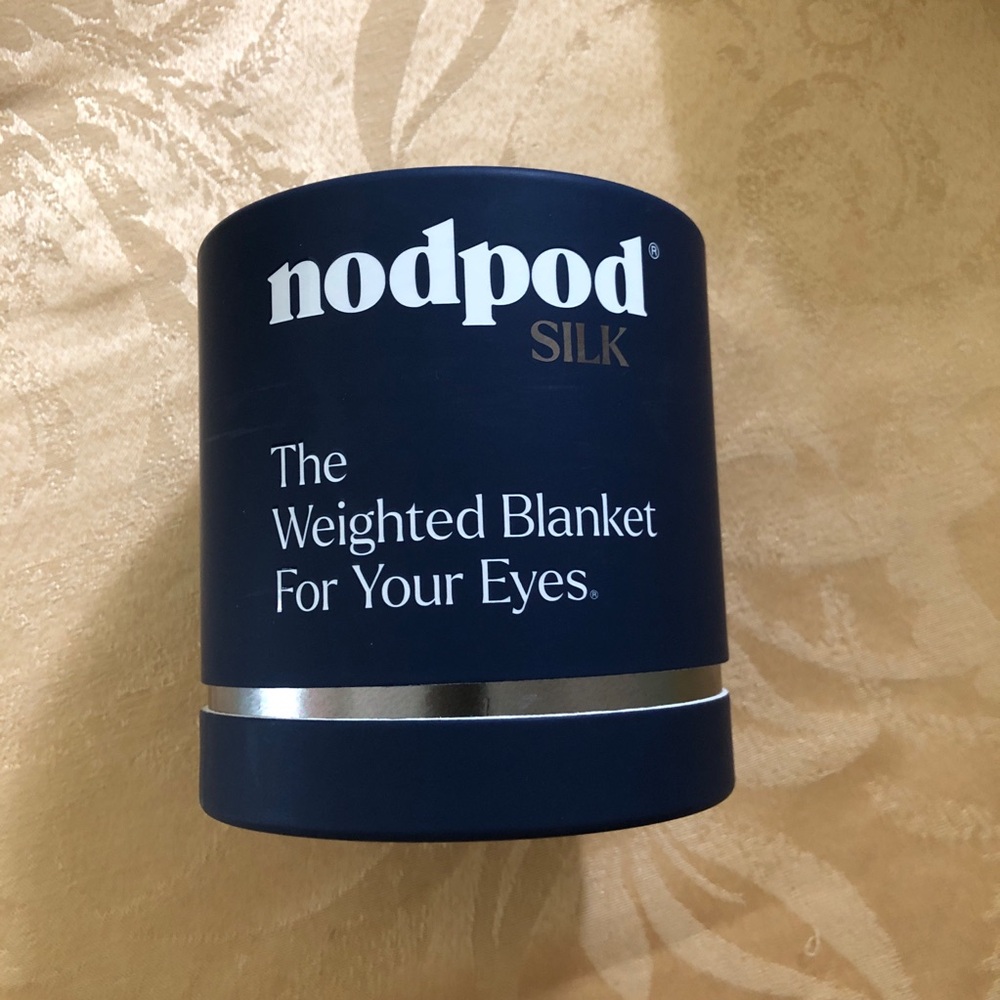 nodpod®
SILK
The
Weighted Blanket
For Your Eyes.®